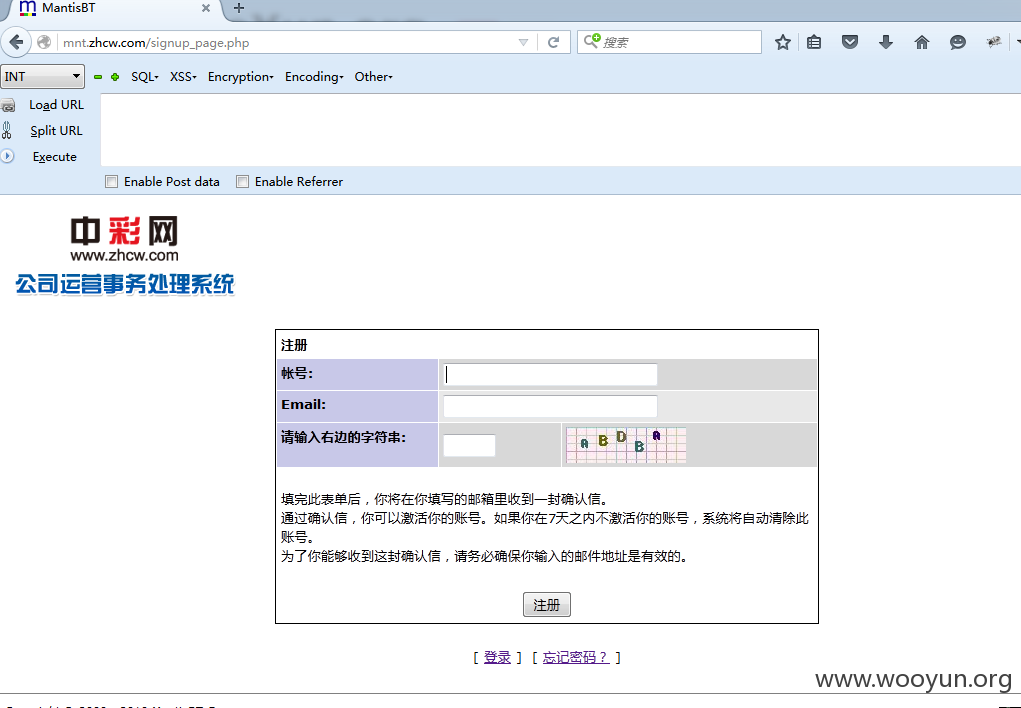 MantisBT
mnt.zhcw.com/signup_page.php
搜索
INT
SQL
XSS
Encryption
Encoding
Other
Load URL
Split URL
Execute
Enable Post data
Enable Referrer
中彩网
www.zhcw.com
公司运营事务处理系统
注册
帐号:
Email:
请输入右边的字符串:
A B D B A
填完此表单后，你将在你填写的邮箱里收到一封确认信。
通过确认信，你可以激活你的账号。如果你在7天之内不激活你的账号，系统将自动清除此
账号。
为了你能够收到这封确认信，请务必确保你输入的邮件地址是有效的。
注册
[ 登录 ] [ 忘记密码？ ]
www.wooyun.org